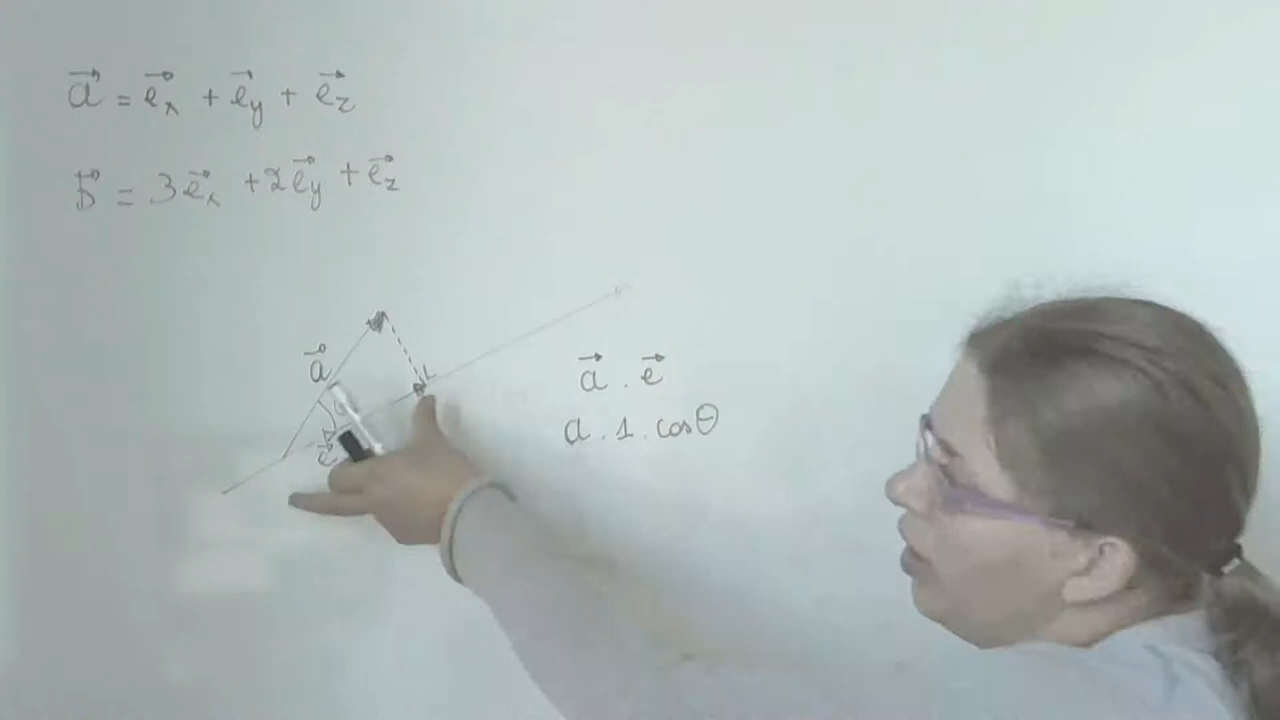 a⃗ = e⃗ₓ + e⃗_y + e⃗_z
b⃗ = 3e⃗ₓ + 2e⃗_y + e⃗_z
a⃗
e⃗
a⃗ . e⃗
a . 1 . cosθ